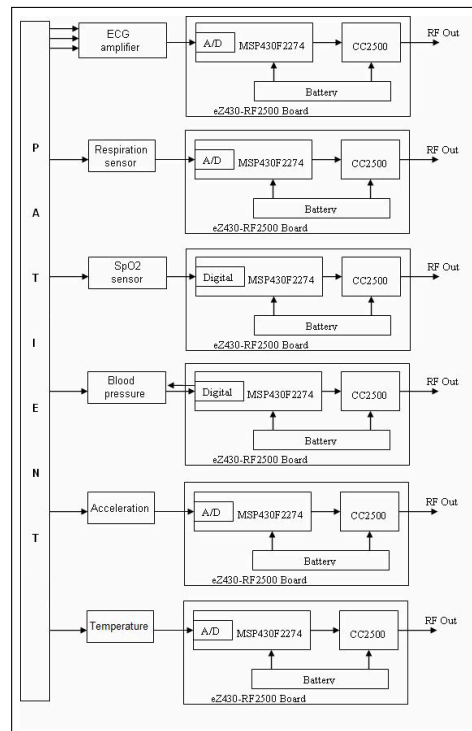 P
A
T
I
E
N
T
ECG
amplifier
A/D
MSP430F2274
CC2500
RF Out
Battery
eZ430-RF2500 Board
Respiration
sensor
A/D
MSP430F2274
CC2500
RF Out
Battery
eZ430-RF2500 Board
SpO2
sensor
Digital
MSP430F2274
CC2500
RF Out
Battery
eZ430-RF2500 Board
Blood
pressure
Digital
MSP430F2274
CC2500
RF Out
Battery
eZ430-RF2500 Board
Acceleration
A/D
MSP430F2274
CC2500
RF Out
Battery
eZ430-RF2500 Board
Temperature
A/D
MSP430F2274
CC2500
RF Out
Battery
eZ430-RF2500 Board